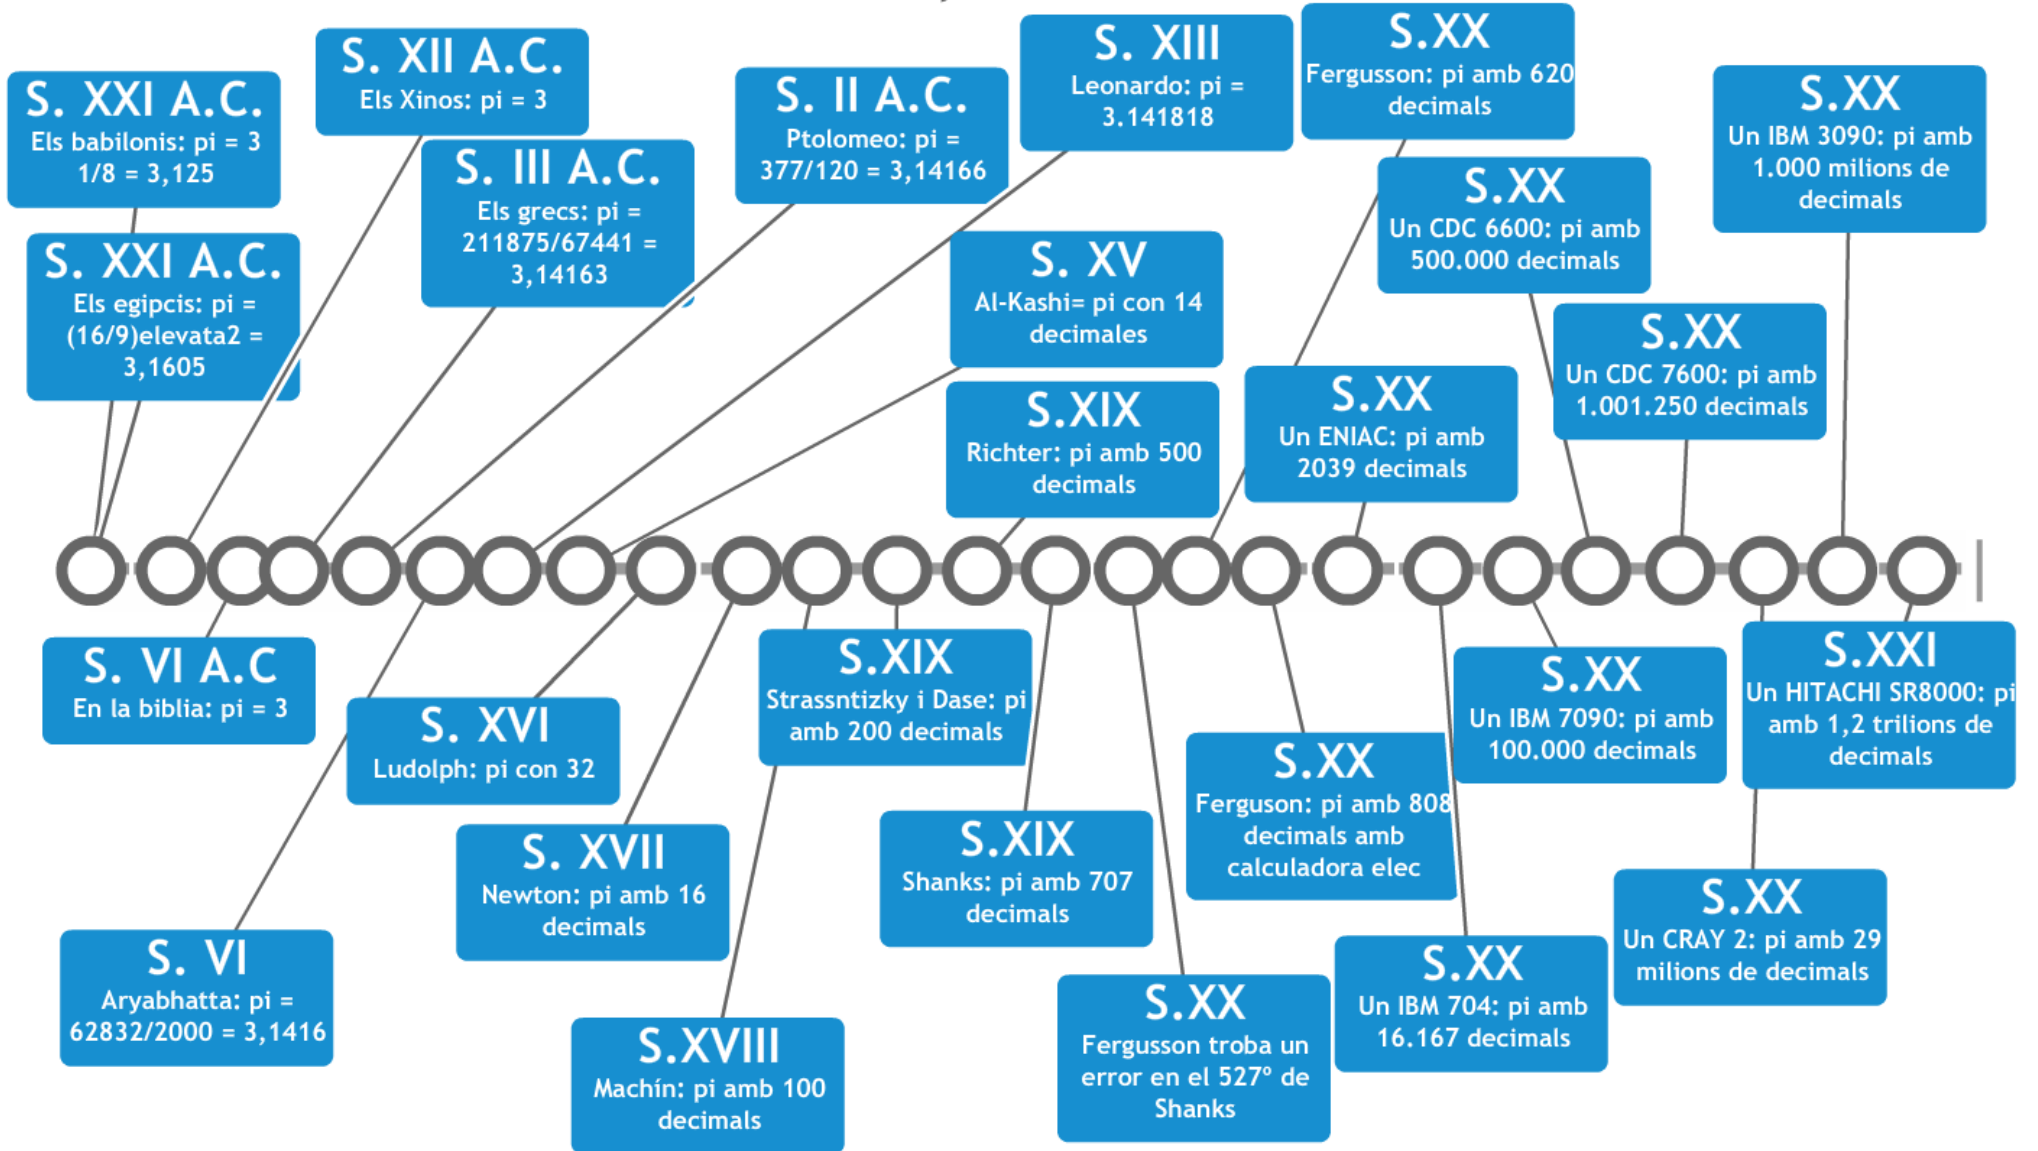 S. XXI A.C.
Els babilonis: pi = 3
1/8 = 3,125
S. XXI A.C.
Els egipcis: pi =
(16/9)elevata2 =
3,1605
S. XII A.C.
Els Xinos: pi = 3
S. VI A.C
En la biblia: pi = 3
S. III A.C.
Els grecs: pi =
211875/67441 =
3,14163
S. II A.C.
Ptolomeo: pi =
377/120 = 3,14166
S. VI
Aryabhatta: pi =
62832/2000 = 3,1416
S. XIII
Leonardo: pi =
3.141818
S. XV
Al-Kashi= pi con 14
decimales
S. XVI
Ludolph: pi con 32
S. XVII
Newton: pi amb 16
decimals
S.XVIII
Machín: pi amb 100
decimals
S.XIX
Strassntizky i Dase: pi
amb 200 decimals
S.XIX
Richter: pi amb 500
decimals
S.XIX
Shanks: pi amb 707
decimals
S.XX
Fergusson troba un
error en el 527º de
Shanks
S.XX
Fergusson: pi amb 620
decimals
S.XX
Ferguson: pi amb 808
decimals amb
calculadora elec
S.XX
Un ENIAC: pi amb
2039 decimals
S.XX
Un IBM 704: pi amb
16.167 decimals
S.XX
Un IBM 7090: pi amb
100.000 decimals
S.XX
Un CDC 6600: pi amb
500.000 decimals
S.XX
Un CDC 7600: pi amb
1.001.250 decimals
S.XX
Un CRAY 2: pi amb 29
milions de decimals
S.XX
Un IBM 3090: pi amb
1.000 milions de
decimals
S.XXI
Un HITACHI SR8000: pi
amb 1,2 trilions de
decimals